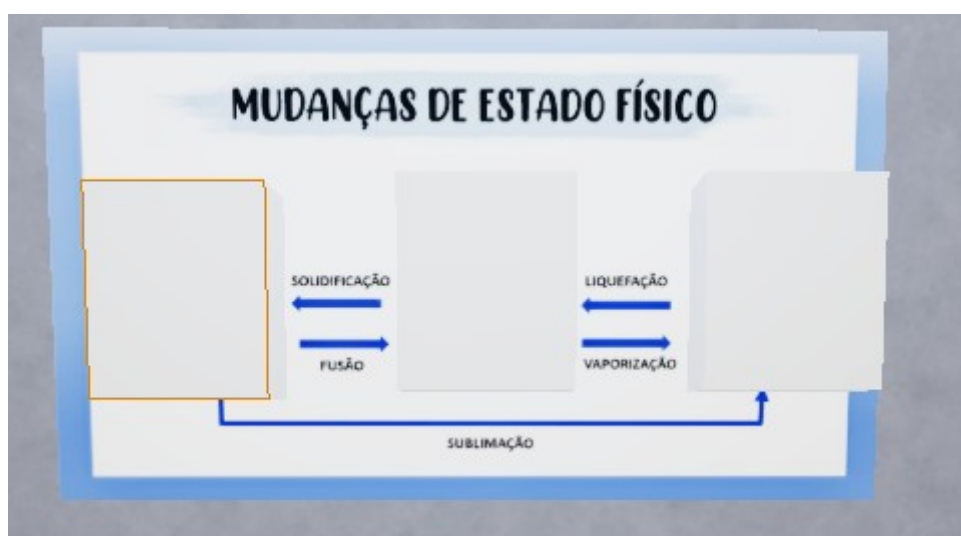 MUDANÇAS DE ESTADO FÍSICO
SOLIDIFICAÇÃO
LIQUEFAÇÃO
FUSÃO
VAPORIZAÇÃO
SUBLIMAÇÃO